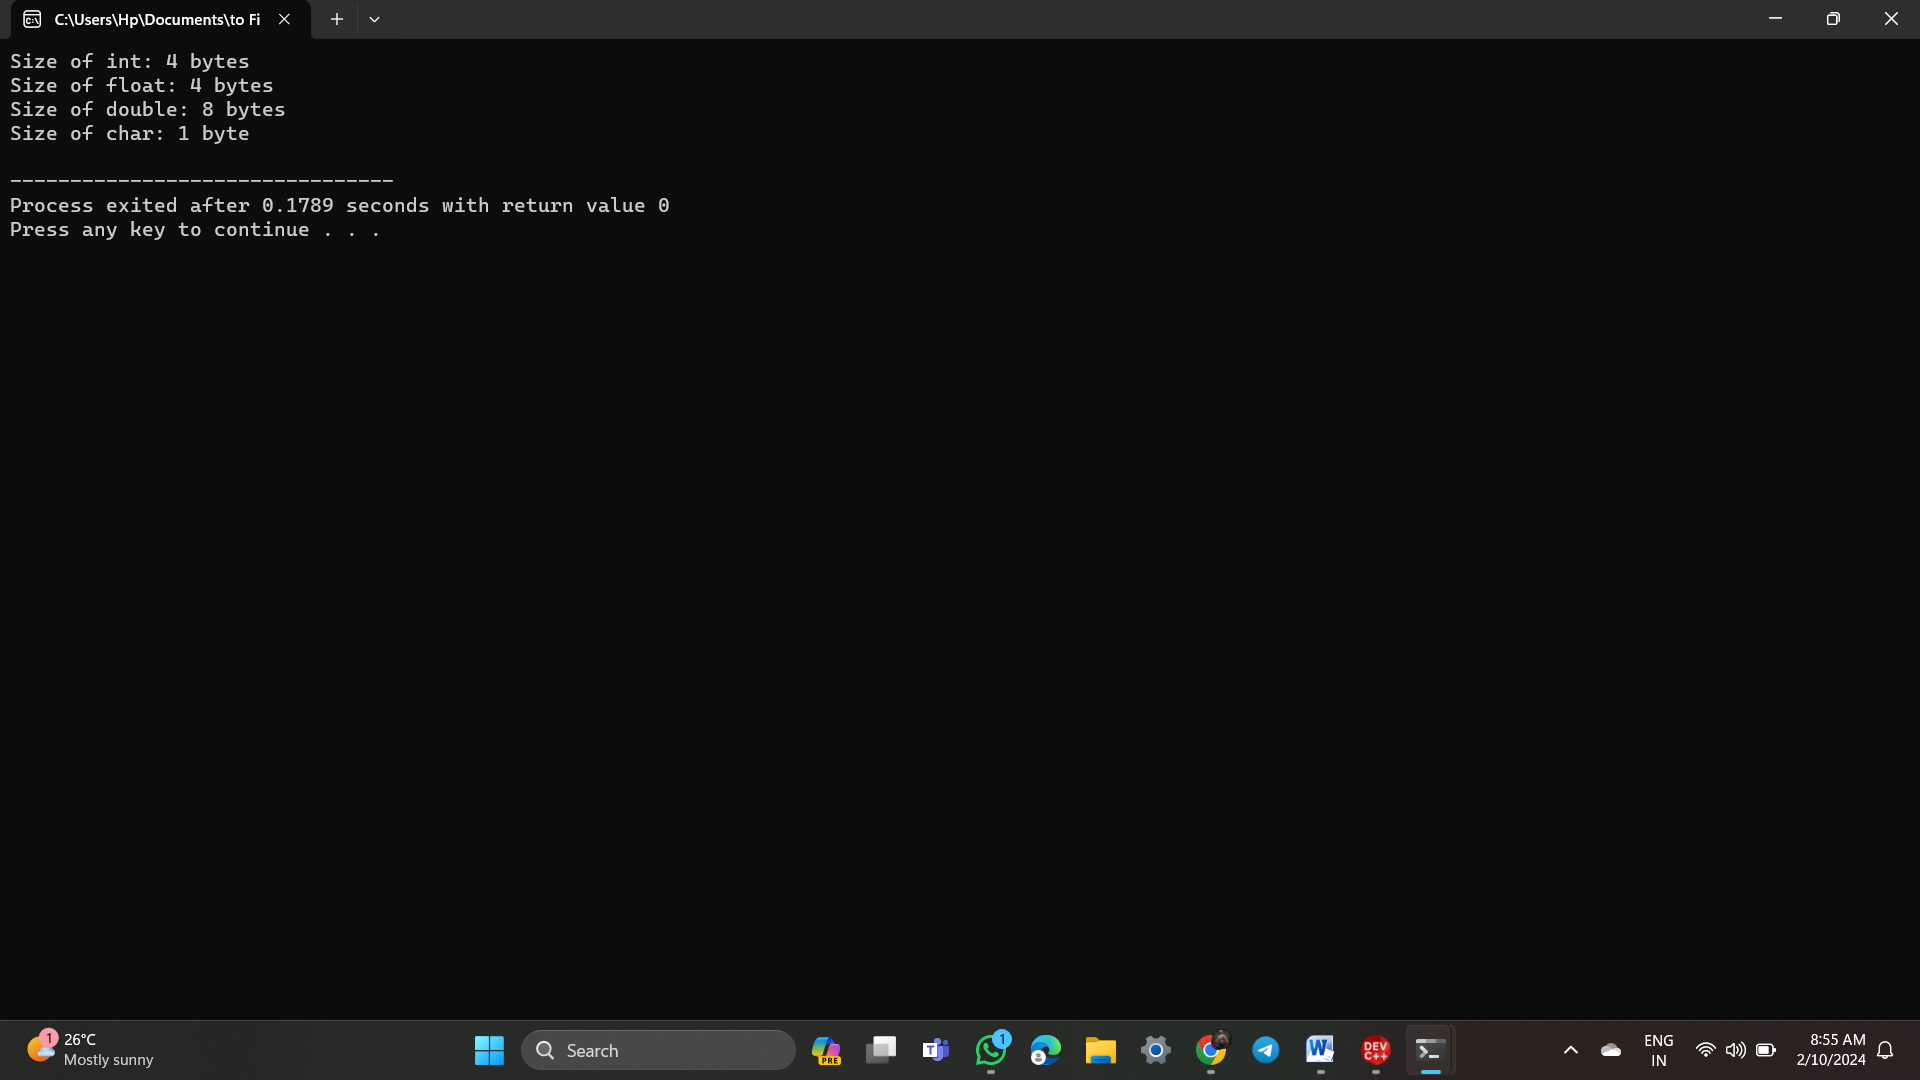 C:\Users\Hp\Documents\to Fi
Size of int: 4 bytes
Size of float: 4 bytes
Size of double: 8 bytes
Size of char: 1 byte
--------------------------------
Process exited after 0.1789 seconds with return value 0
Press any key to continue . . .
1
26°C
Mostly sunny
Search
PRE
T
1
W
DEV
C++
ENG
IN
8:55 AM
2/10/2024